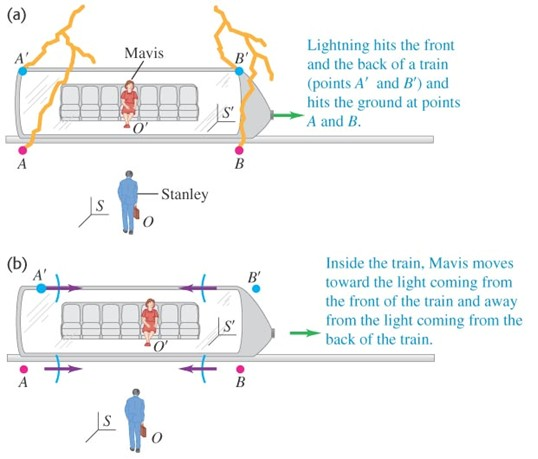 (a)
A′
Mavis
B′
Lightning hits the front
and the back of a train
(points A′ and B′) and
hits the ground at points
A and B.
S′
O′
A
B
Stanley
S
O
(b)
A′
B′
Inside the train, Mavis moves
toward the light coming from
the front of the train and away
from the light coming from the
back of the train.
S′
O′
A
B
S
O